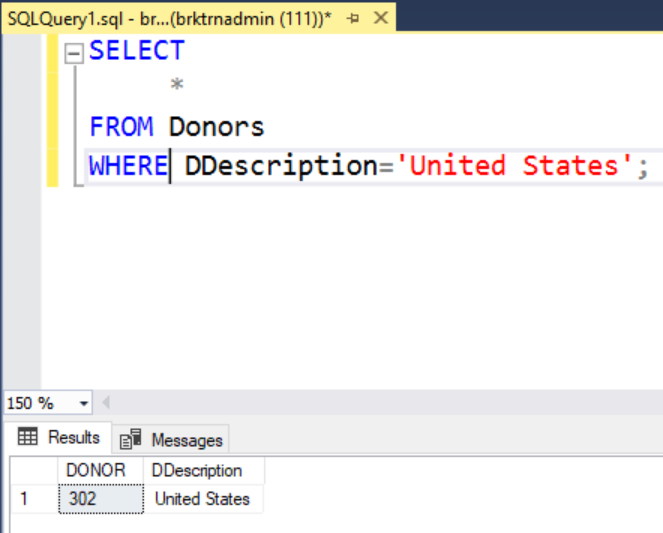 SQLQuery1.sql - br...(brktrnadmin (111))*
SELECT
*
FROM Donors
WHERE DDescription='United States';
150 %
Results Messages
DONOR DDescription
1 302 United States